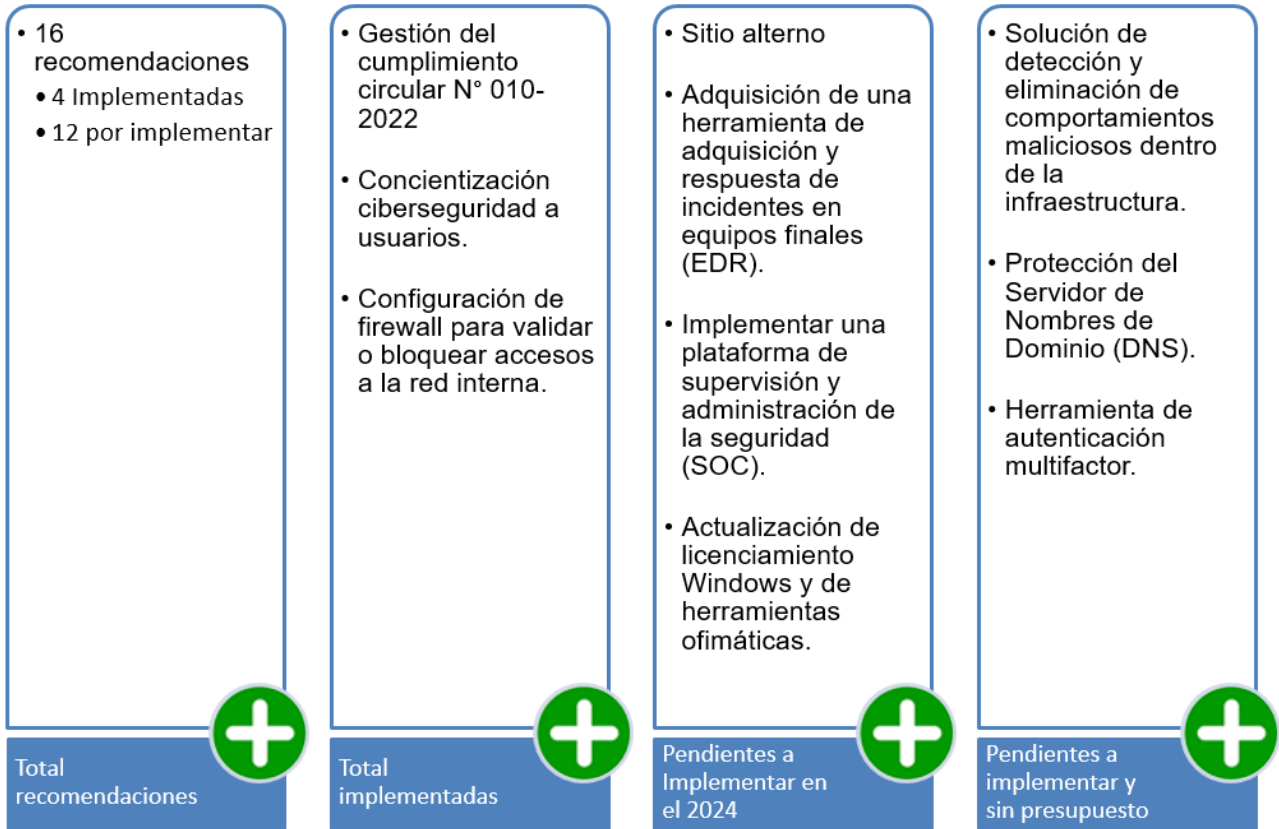 • 16
recomendaciones
• 4 Implementadas
• 12 por implementar
Total
recomendaciones
• Gestión del
cumplimiento
circular N° 010-
2022
• Concientización
ciberseguridad a
usuarios.
• Configuración de
firewall para validar
o bloquear accesos
a la red interna.
Total
implementadas
• Sitio alterno
• Adquisición de una
herramienta de
adquisición y
respuesta de
incidentes en
equipos finales
(EDR).
• Implementar una
plataforma de
supervisión y
administración de
la seguridad
(SOC).
• Actualización de
licenciamiento
Windows y de
herramientas
ofimáticas.
Pendientes a
Implementar en
el 2024
• Solución de
detección y
eliminación de
comportamientos
maliciosos dentro
de la
infraestructura.
• Protección del
Servidor de
Nombres de
Dominio (DNS).
• Herramienta de
autenticación
multifactor.
Pendientes a
implementar y
sin presupuesto